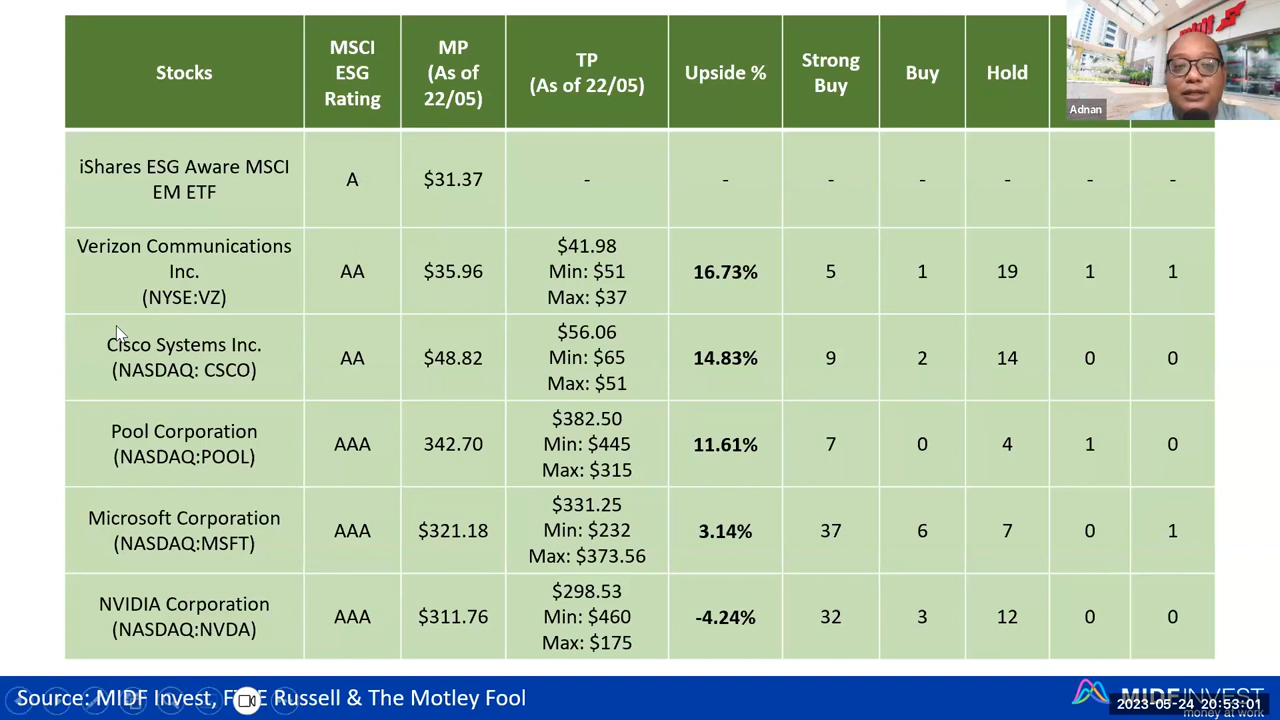 Stocks
MSCI
ESG
Rating
MP
(As of
22/05)
TP
(As of 22/05)
Upside %
Strong
Buy
Buy
Hold
Adnan
iShares ESG Aware MSCI
EM ETF
A
$31.37
-
-
-
-
-
-
-
Verizon Communications
Inc.
(NYSE:VZ)
AA
$35.96
$41.98
Min: $51
Max: $37
16.73%
5
1
19
1
1
Cisco Systems Inc.
(NASDAQ: CSCO)
AA
$48.82
$56.06
Min: $65
Max: $51
14.83%
9
2
14
0
0
Pool Corporation
(NASDAQ:POOL)
AAA
342.70
$382.50
Min: $445
Max: $315
11.61%
7
0
4
1
0
Microsoft Corporation
(NASDAQ:MSFT)
AAA
$321.18
$331.25
Min: $232
Max: $373.56
3.14%
37
6
7
0
1
NVIDIA Corporation
(NASDAQ:NVDA)
AAA
$311.76
$298.53
Min: $460
Max: $175
-4.24%
32
3
12
0
0
Source: MIDF Invest, Russell & The Motley Fool
MIDF INVEST
money at work
2023-05-24 20:53:01